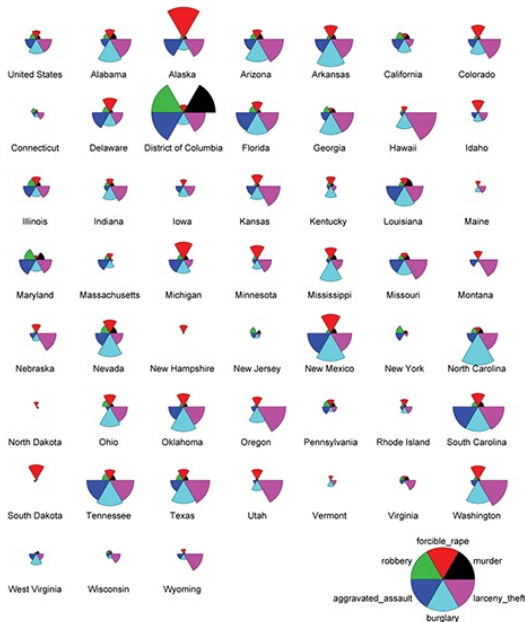 United States Alabama Alaska Arizona Arkansas California Colorado
Connecticut Delaware District of Columbia Florida Georgia Hawaii Idaho
Illinois Indiana Iowa Kansas Kentucky Louisiana Maine
Maryland Massachusetts Michigan Minnesota Mississippi Missouri Montana
Nebraska Nevada New Hampshire New Jersey New Mexico New York North Carolina
North Dakota Ohio Oklahoma Oregon Pennsylvania Rhode Island South Carolina
South Dakota Tennessee Texas Utah Vermont Virginia Washington
forcible_rape
robbery murder
West Virginia Wisconsin Wyoming
aggravated_assault larceny_theft
burglary